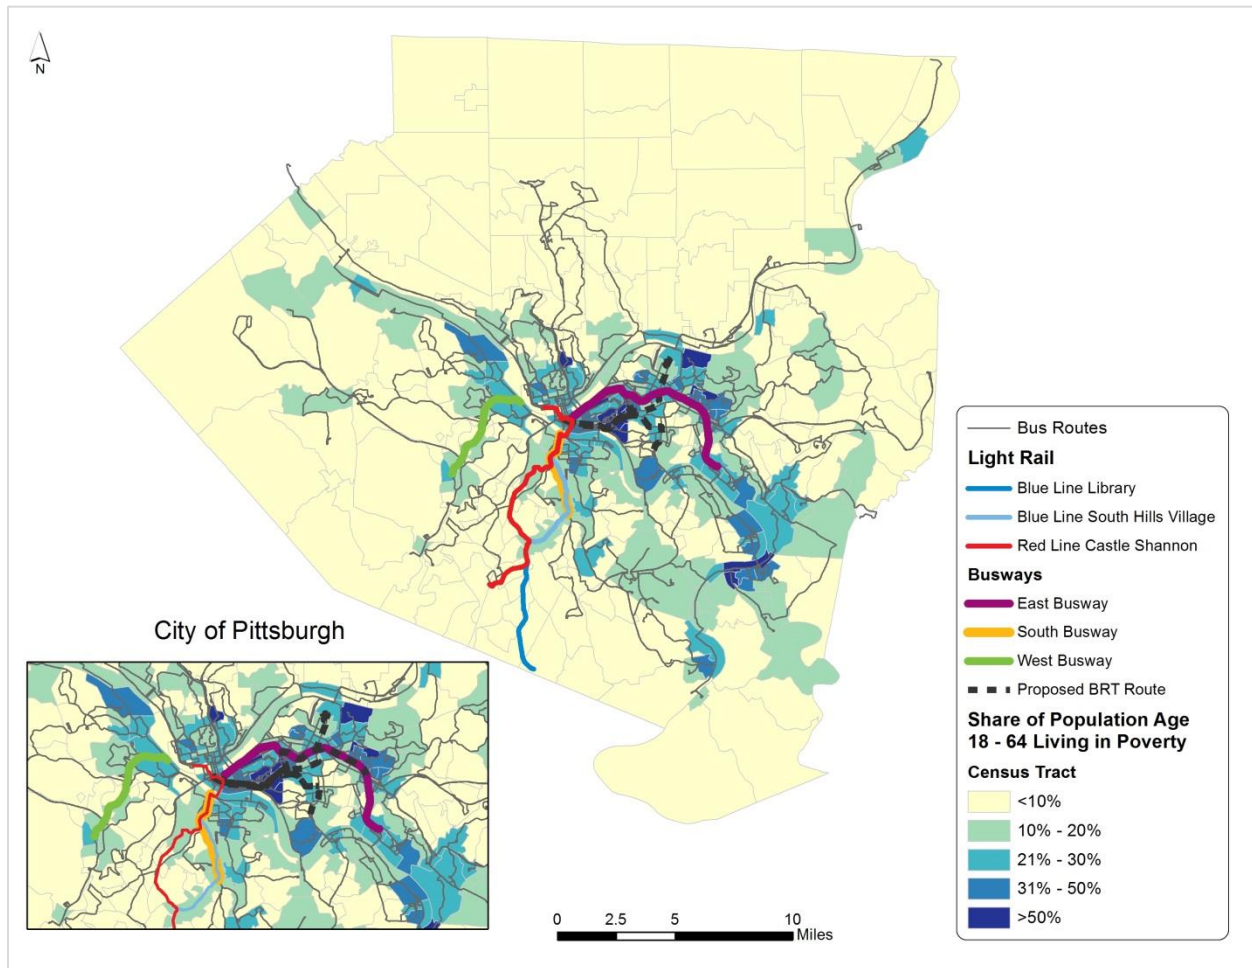 N
Bus Routes
Light Rail
Blue Line Library
Blue Line South Hills Village
Red Line Castle Shannon
Busways
East Busway
South Busway
West Busway
Proposed BRT Route
Share of Population Age
18 - 64 Living in Poverty
Census Tract
<10%
10% - 20%
21% - 30%
31% - 50%
>50%
City of Pittsburgh
0 2.5 5 10
Miles